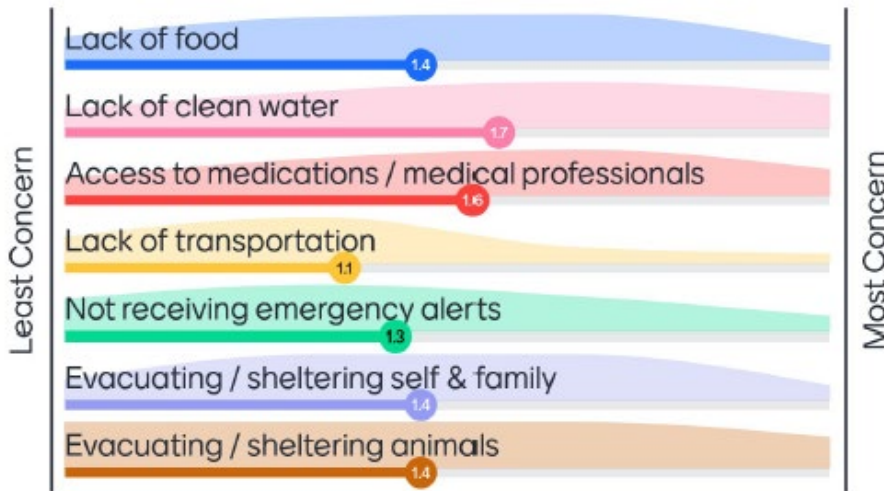 Least Concern
Lack of food
1.4
Lack of clean water
1.7
Access to medications / medical professionals
1.6
Lack of transportation
1.1
Not receiving emergency alerts
1.3
Evacuating / sheltering self & family
1.4
Evacuating / sheltering animals
1.4
Most Concern